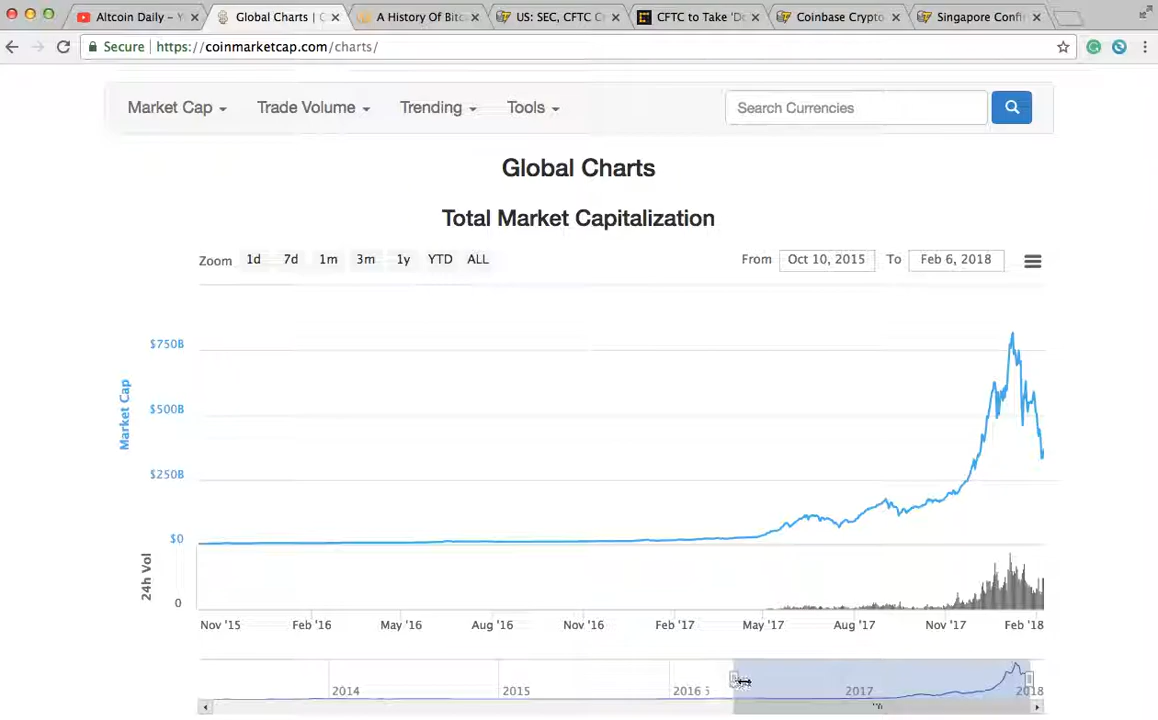 Altcoin Daily – Y
Global Charts | C
A History Of Bitc
US: SEC, CFTC C
CFTC to Take 'D
Coinbase Crypto
Singapore Confi
Secure
https://coinmarketcap.com/charts/
Market Cap
Trade Volume
Trending
Tools
Search Currencies
Global Charts
Total Market Capitalization
Zoom 1d 7d 1m 3m 1y YTD ALL
From Oct 10, 2015 To Feb 6, 2018
$750B
$500B
$250B
$0
Market Cap
24h Vol
0
Nov '15 Feb '16 May '16 Aug '16 Nov '16 Feb '17 May '17 Aug '17 Nov '17 Feb '18
2014 2015 2016 2017 2018